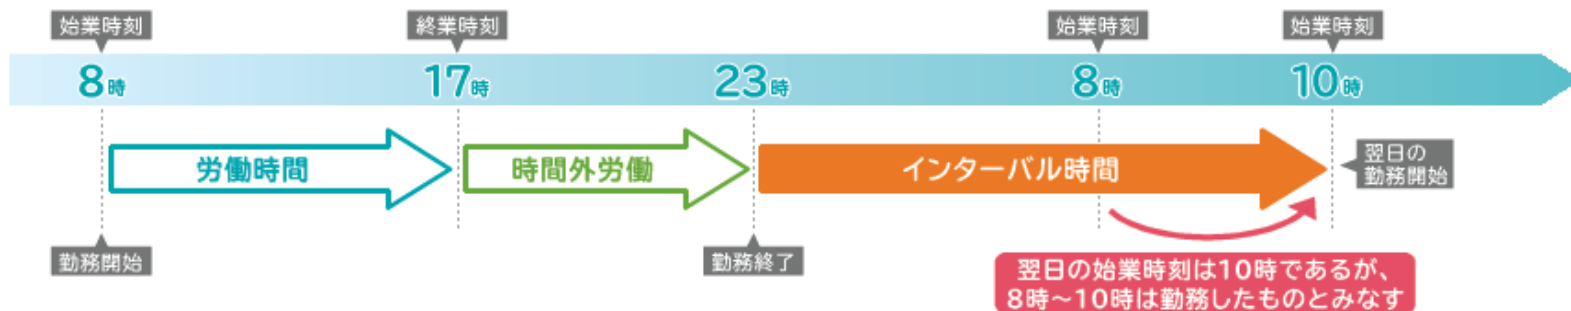 始業時刻
終業時刻
始業時刻
始業時刻
8時
17時
23時
8時
10時
労働時間
時間外労働
インターバル時間
翌日の
勤務開始
勤務開始
勤務終了
翌日の始業時刻は10時であるが、
8時～10時は勤務したものとみなす